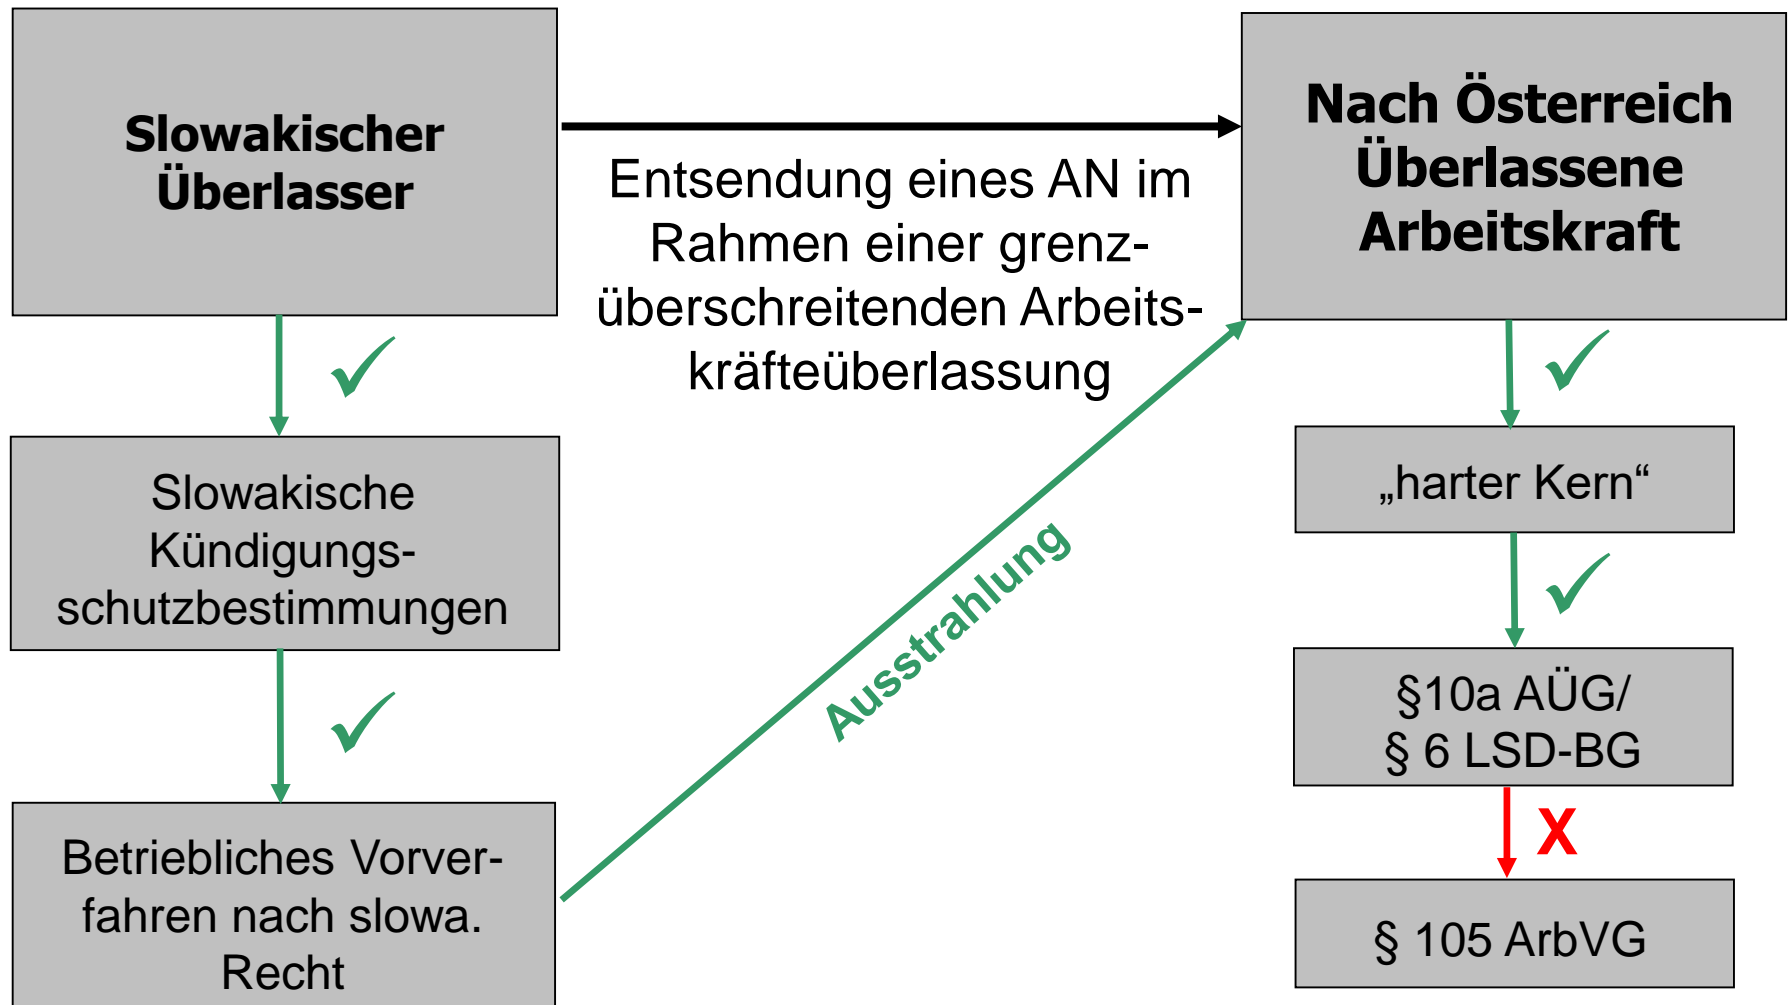 Slowakischer
Überlasser
Entsendung eines AN im
Rahmen einer grenz-
überschreitenden Arbeits-
kräfteüberlassung
Nach Österreich
Überlassene
Arbeitskraft
Slowakische
Kündigungs-
schutzbestimmungen
Betriebliches Vorver-
fahren nach slowa.
Recht
Ausstrahlung
„harter Kern“
§10a AÜG/
§ 6 LSD-BG
X
§ 105 ArbVG